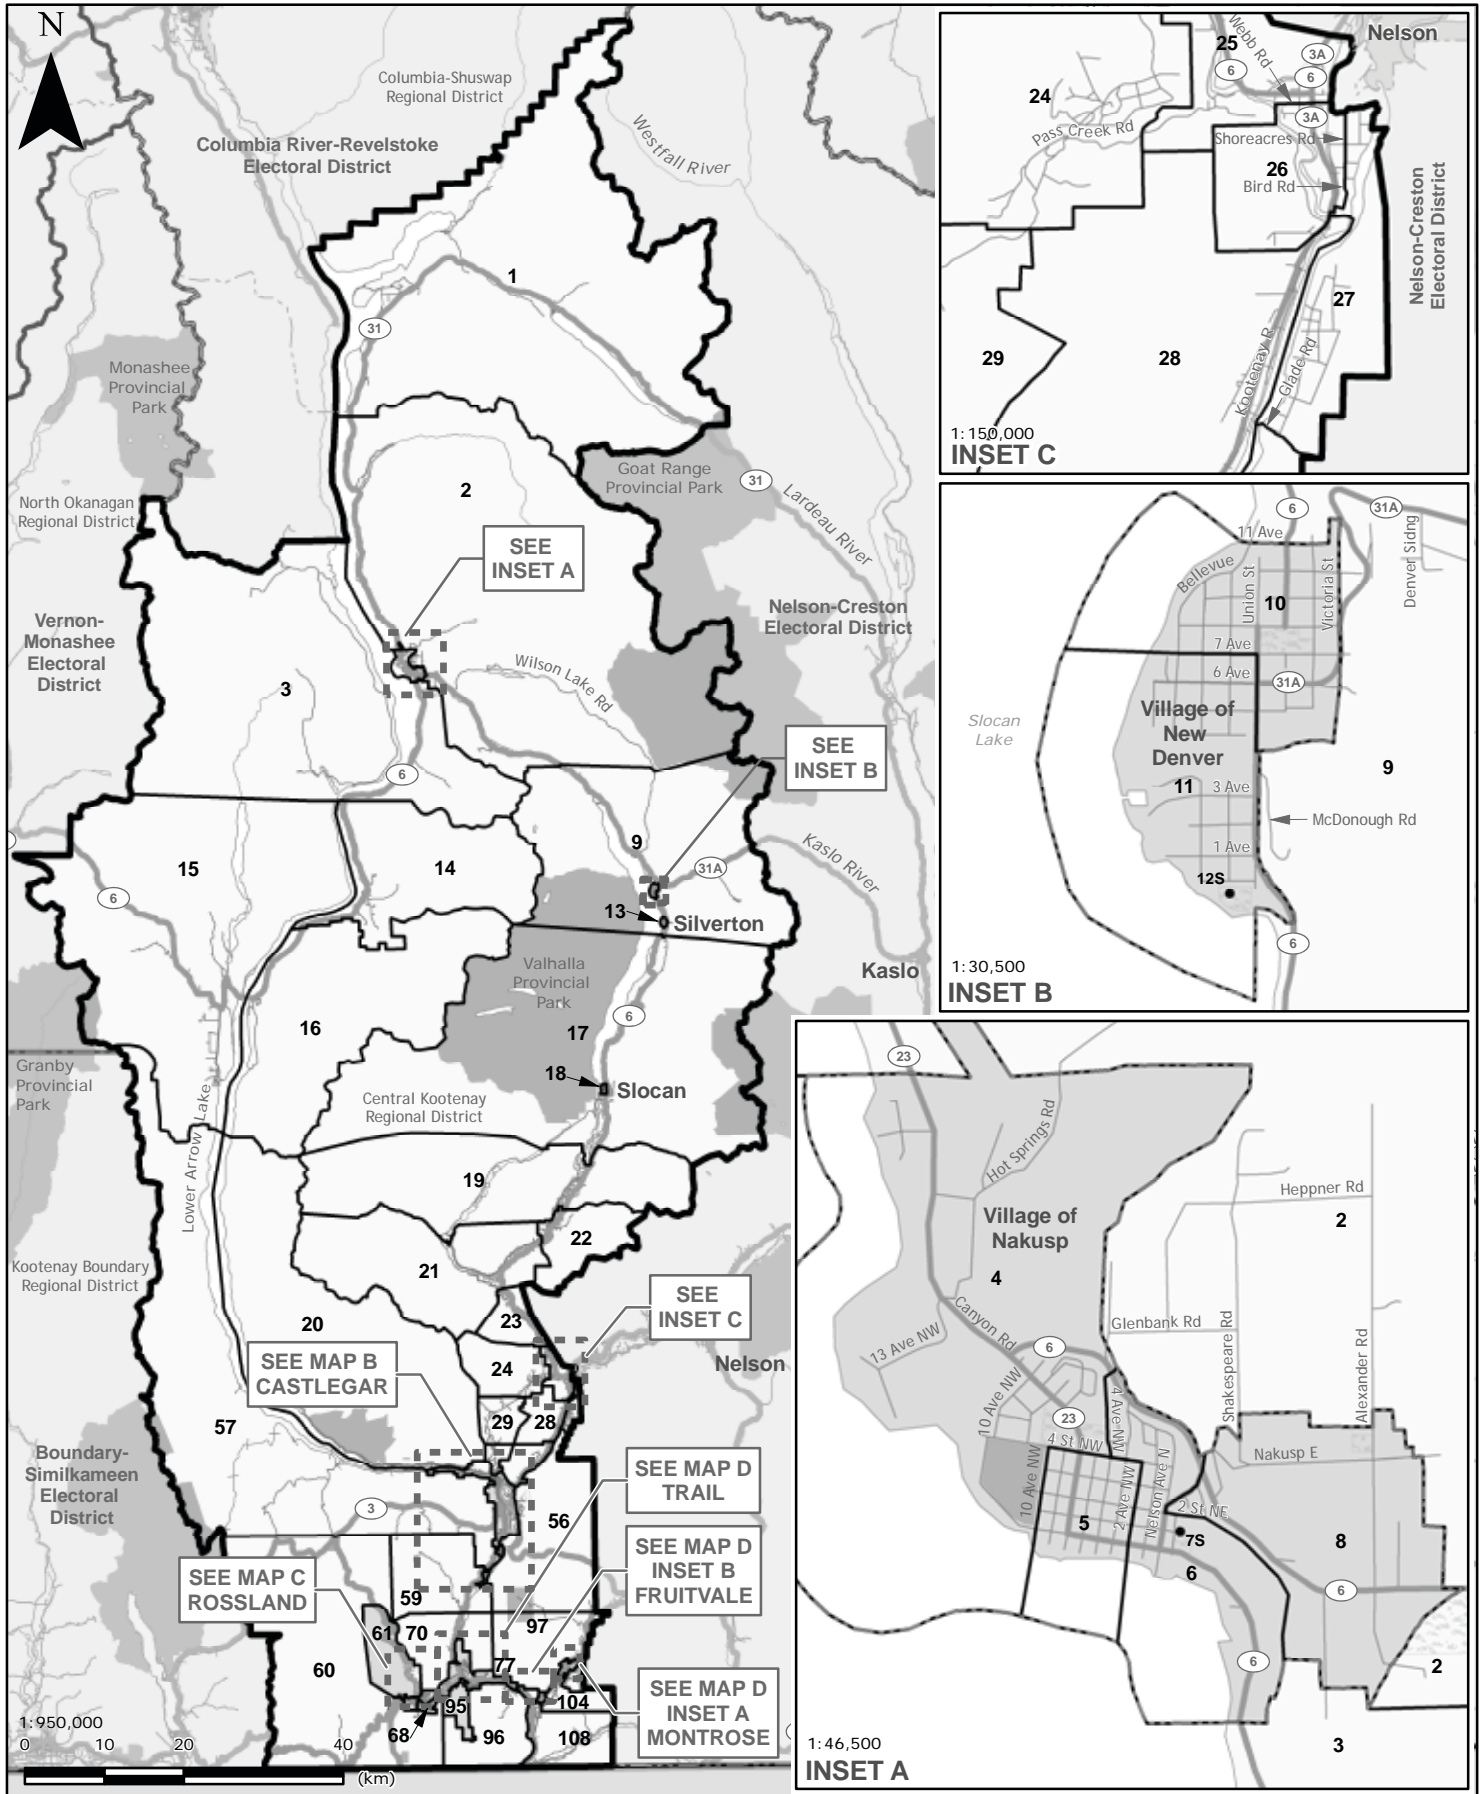 N
Columbia-Shuswap
Regional District
Columbia River-Revelstoke
Electoral District
Westfall River
1
31
Monashee
Provincial
Park
2
Goat Range
Provincial Park
31
Lardeau River
North Okanagan
Regional District
SEE
INSET A
Vernon-
Monashee
Electoral
District
Nelson-Creston
Electoral District
Wilson Lake Rd
3
SEE
INSET B
6
9
15
14
31A
Kaslo River
6
13
Silverton
Kaslo
Valhalla
Provincial
Park
6
16
17
Granby
Provincial
Park
18
Slocan
Central Kootenay
Regional District
Lower Arrow Lake
19
22
Kootenay Boundary
Regional District
21
SEE
INSET C
20
23
SEE MAP B
CASTLEGAR
24
Nelson
57
29
28
Boundary-
Similkameen
Electoral
District
SEE MAP D
TRAIL
3
56
SEE MAP D
INSET B
FRUITVALE
SEE MAP C
ROSSLAND
59
97
61
70
77
60
SEE MAP D
INSET A
MONTROSE
95
104
68
96
108
1:950,000
0
10
20
40
(km)
25
Webb Rd
3A
Nelson
6
6
24
3A
Pass Creek Rd
Shoreacres Rd
26
Bird Rd
Nelson-Creston
Electoral District
27
29
28
Kootenay R
Glade Rd
1:150,000
INSET C
6
31A
11 Ave
Denver Sidng
Bellevue
Union St
Victoria St
10
7 Ave
6 Ave
31A
Slocan
Lake
Village of
New
Denver
9
11
3 Ave
McDonough Rd
1 Ave
12S
6
1:30,500
INSET B
23
Hot Springs Rd
Heppner Rd
2
Village of
Nakusp
4
Canyon Rd
13 Ave NW
Glenbank Rd
6
Shakespeare Rd
Alexander Rd
10 Ave NW
4 Ave NW
23
4 St NW
Nakusp E
10 Ave NW
2 Ave NW
Nelson Ave N
2 St NE
5
7S
8
6
6
6
2
1:46,500
INSET A
3